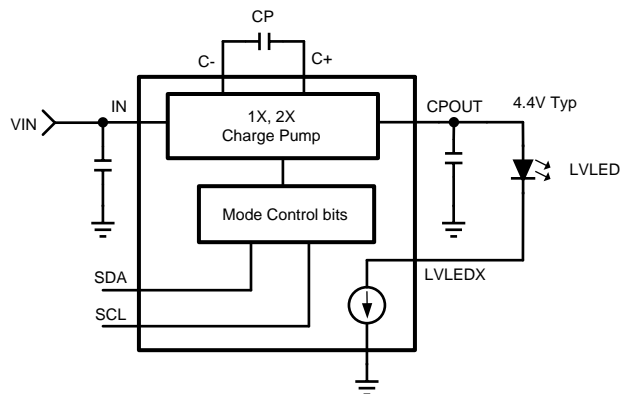 CP
C-
C+
VIN
IN
1X, 2X
Charge Pump
CPOUT
4.4V Typ
LVLED
Mode Control bits
SDA
SCL
LVLEDX